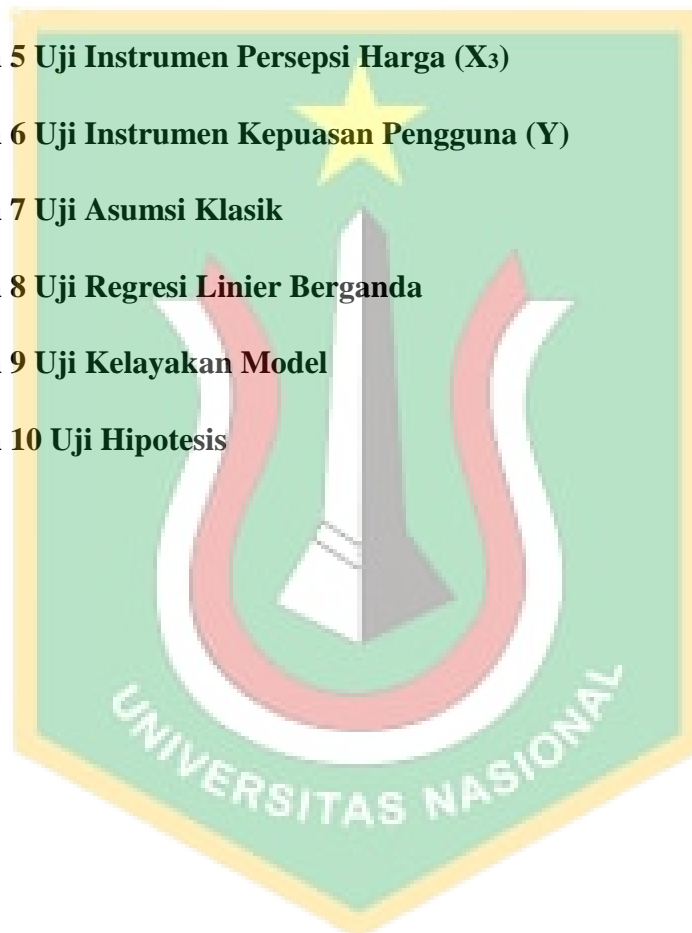 5 Uji Instrumen Persepsi Harga (X₃)
6 Uji Instrumen Kepuasan Pengguna (Y)
7 Uji Asumsi Klasik
8 Uji Regresi Linier Berganda
9 Uji Kelayakan Model
10 Uji Hipotesis
UNIVERSITAS NASIONAL